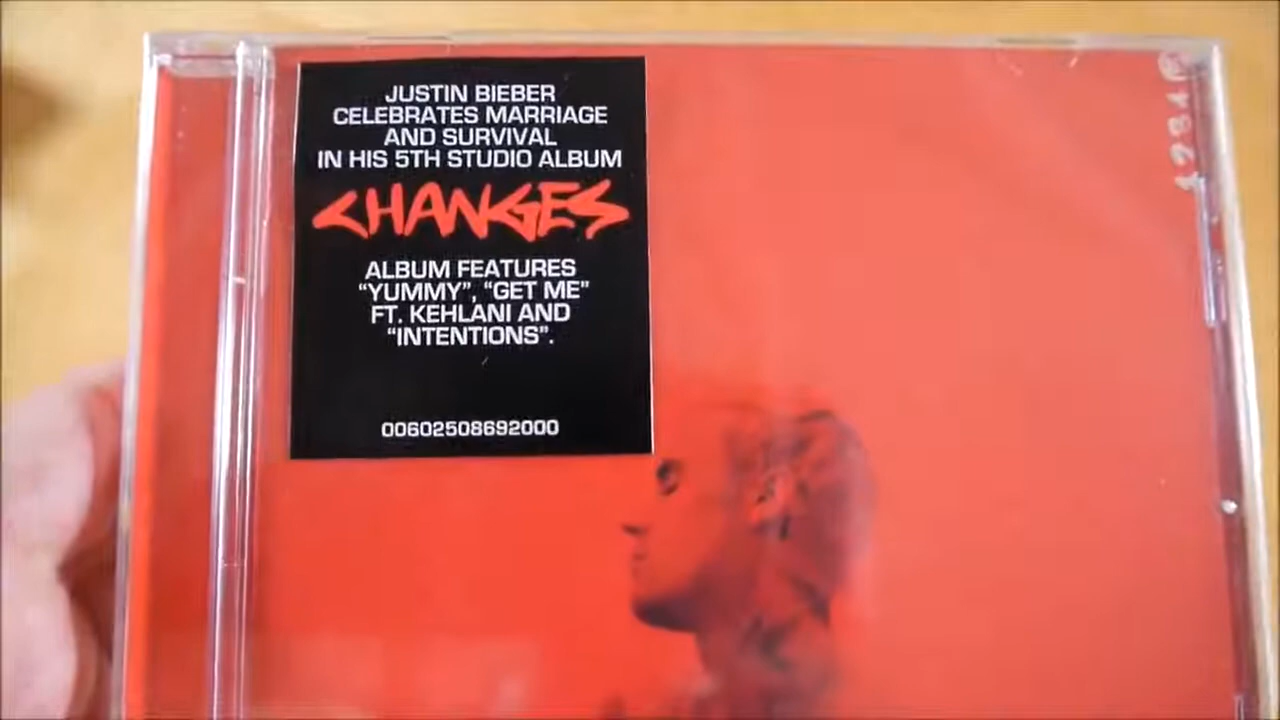 JUSTIN BIEBER
CELEBRATES MARRIAGE
AND SURVIVAL
IN HIS 5TH STUDIO ALBUM
CHANGES
ALBUM FEATURES
“YUMMY”, “GET ME”
FT. KEHLANI AND
“INTENTIONS”.
00602508692000